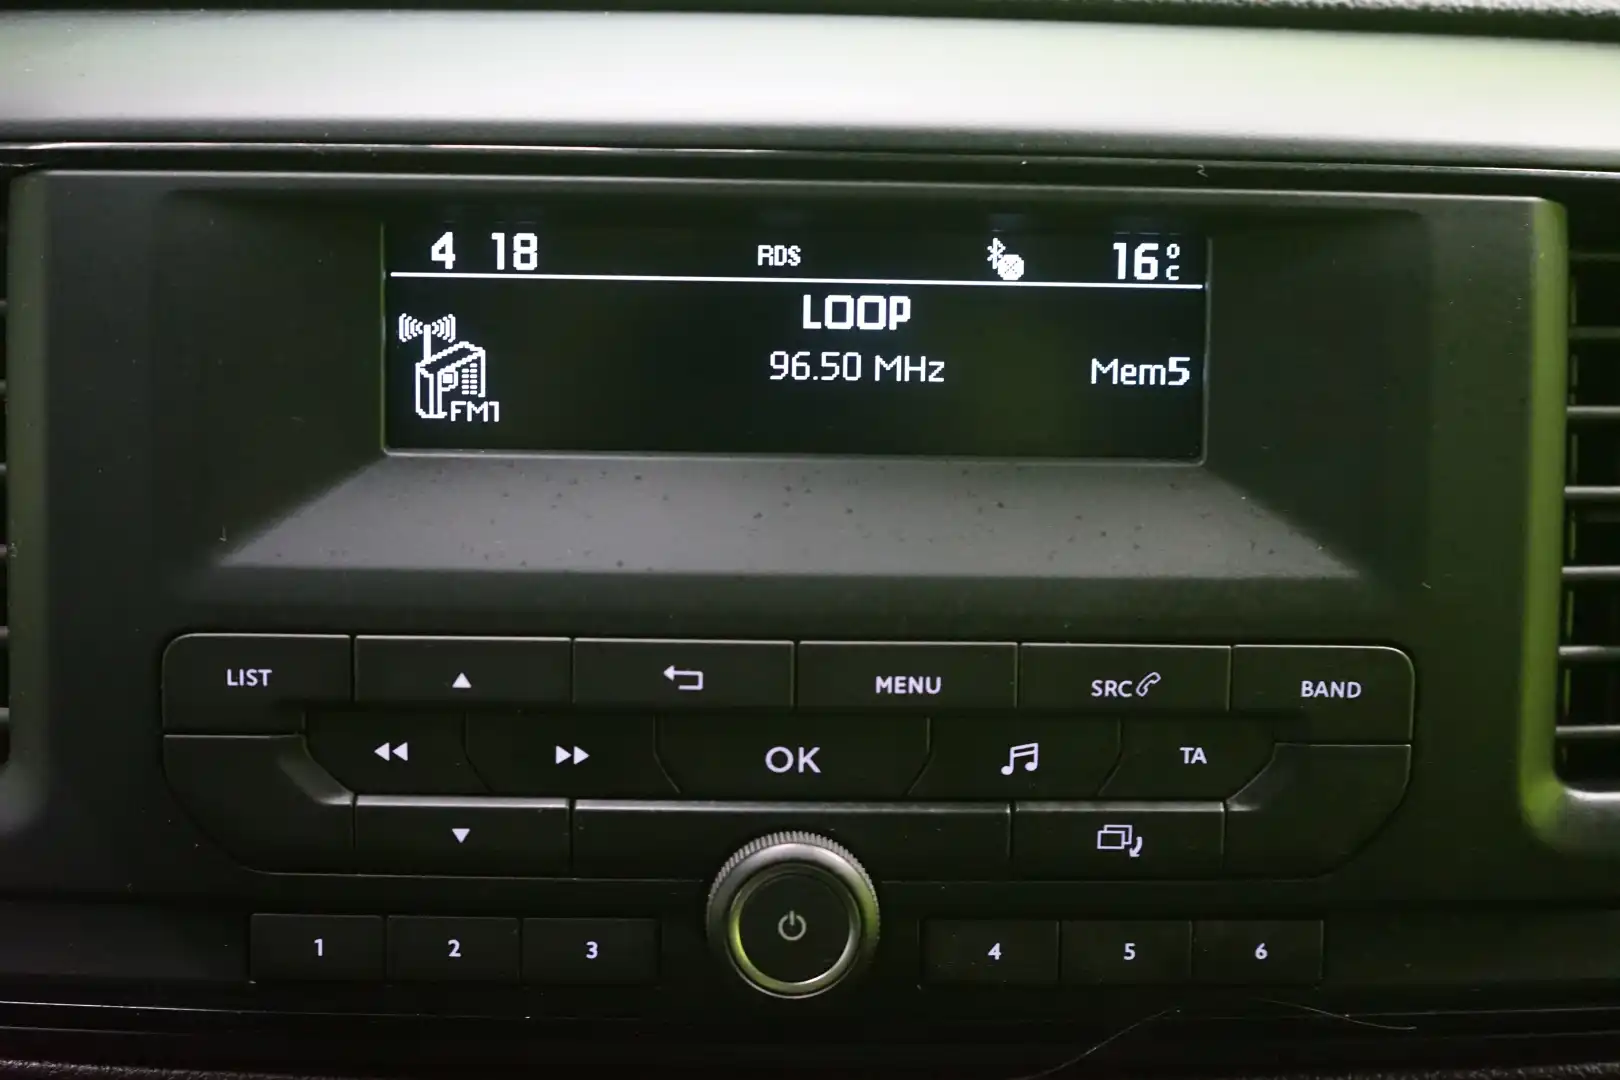 4 18 RDS 16°C
LOOP
96.50 MHz Mem5
FM1
LIST MENU SRC BAND
OK TA
1 2 3 4 5 6